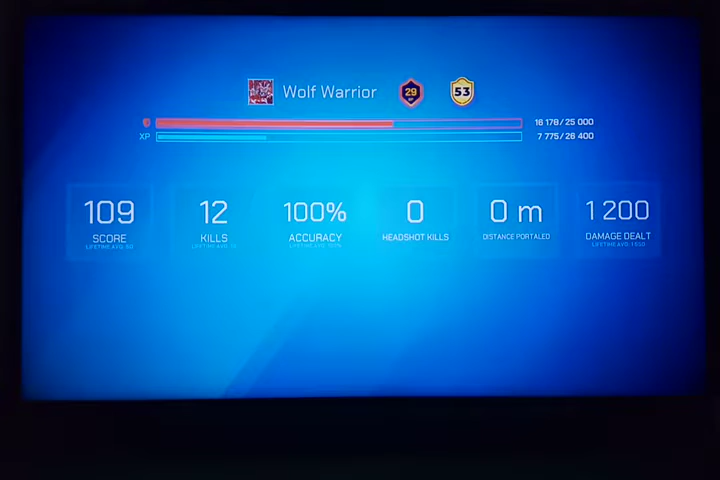 Wolf Warrior
29
53
16 178/25 000
XP
7 775/26 400
109
12
100%
0
0 m
1 200
SCORE
KILLS
ACCURACY
HEADSHOT KILLS
DISTANCE PORTALED
DAMAGE DEALT